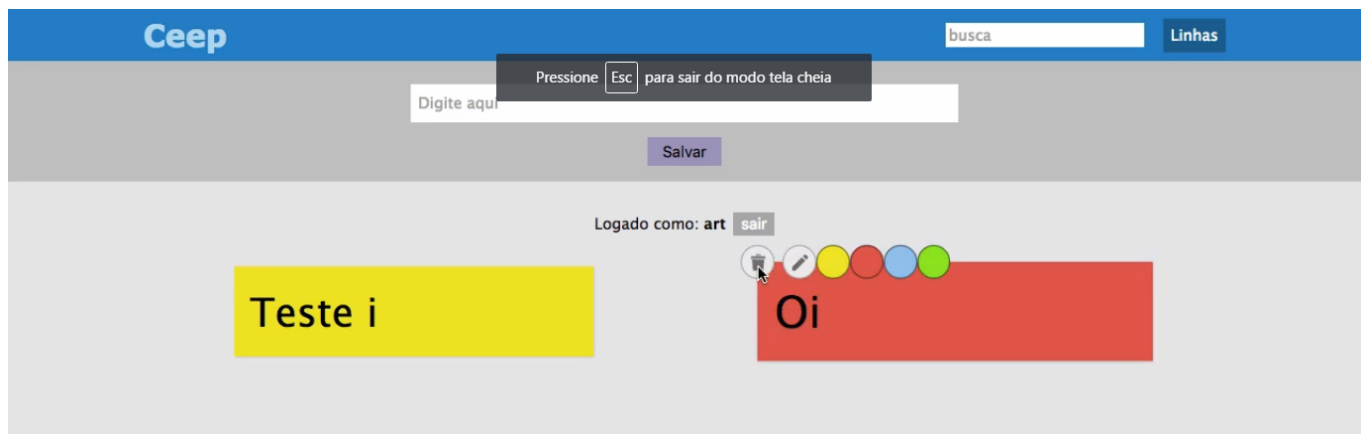 Ceep
busca
Linhas
Pressione Esc para sair do modo tela cheia
Digite aqui
Salvar
Logado como: art sair
Teste i
Oi